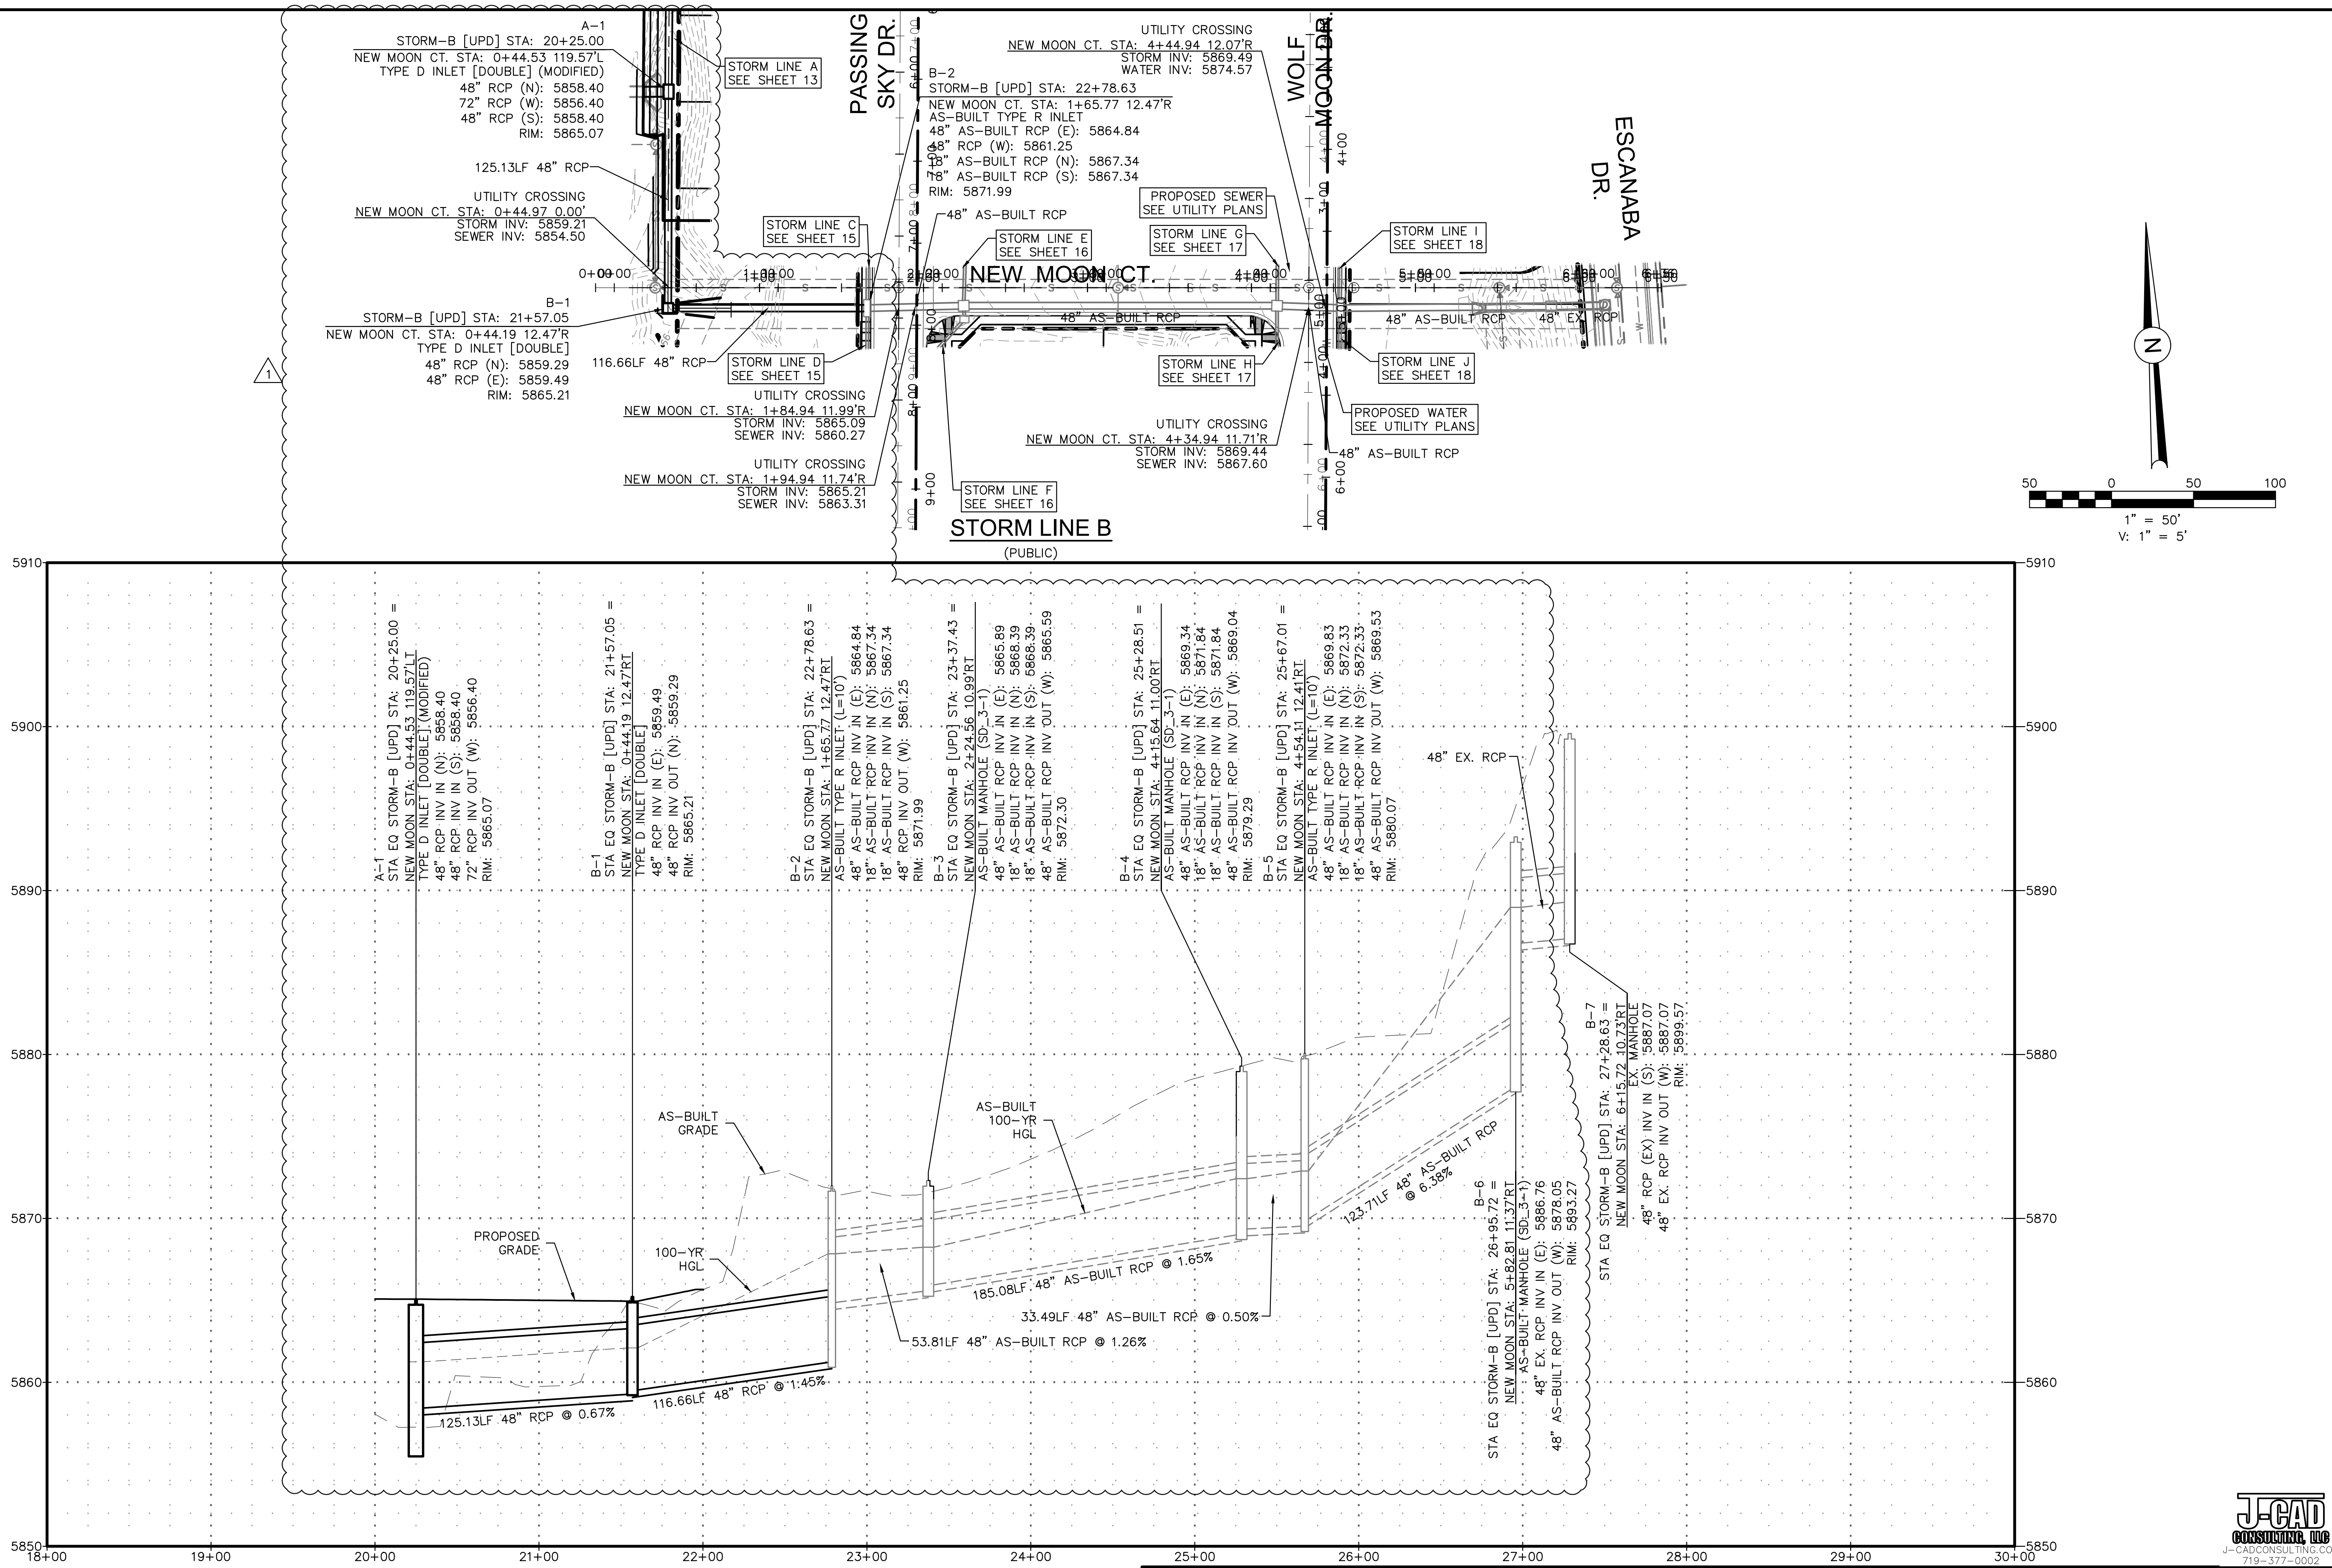 A-1
STORM-B [UPD] STA: 20+25.00
NEW MOON CT. STA: 0+44.53 119.57'L
TYPE D INLET [DOUBLE] (MODIFIED)
48" RCP (N): 5858.40
72" RCP (W): 5856.40
48" RCP (S): 5858.40
RIM: 5865.07
125.13LF 48" RCP
UTILITY CROSSING
NEW MOON CT. STA: 0+44.97 0.00'
STORM INV: 5859.21
SEWER INV: 5854.50
B-1
STORM-B [UPD] STA: 21+57.05
NEW MOON CT. STA: 0+44.19 12.47'R
TYPE D INLET [DOUBLE]
48" RCP (N): 5859.29
48" RCP (E): 5859.49
RIM: 5865.21
1
STORM LINE A
SEE SHEET 13
PASSING
SKY DR.
B-2
STORM-B [UPD] STA: 22+78.63
NEW MOON CT. STA: 1+65.77 12.47'R
AS-BUILT TYPE R INLET
48" AS-BUILT RCP (E): 5864.84
48" RCP (W): 5861.25
18" AS-BUILT RCP (N): 5867.34
18" AS-BUILT RCP (S): 5867.34
RIM: 5871.99
48" AS-BUILT RCP
UTILITY CROSSING
NEW MOON CT. STA: 4+44.94 12.07'R
STORM INV: 5869.49
WATER INV: 5874.57
WOLF
MOON DR.
ESCANABA
DR.
STORM LINE C
SEE SHEET 15
STORM LINE E
SEE SHEET 16
PROPOSED SEWER
SEE UTILITY PLANS
STORM LINE G
SEE SHEET 17
STORM LINE I
SEE SHEET 18
NEW MOON CT.
48" AS-BUILT RCP
48" AS-BUILT RCP
48" EX. RCP
116.66LF 48" RCP
STORM LINE D
SEE SHEET 15
STORM LINE H
SEE SHEET 17
STORM LINE J
SEE SHEET 18
UTILITY CROSSING
NEW MOON CT. STA: 1+84.94 11.99'R
STORM INV: 5865.09
SEWER INV: 5860.27
UTILITY CROSSING
NEW MOON CT. STA: 1+94.94 11.74'R
STORM INV: 5865.21
SEWER INV: 5863.31
UTILITY CROSSING
NEW MOON CT. STA: 4+34.94 11.71'R
STORM INV: 5869.44
SEWER INV: 5867.60
PROPOSED WATER
SEE UTILITY PLANS
48" AS-BUILT RCP
STORM LINE F
SEE SHEET 16
6+00
7+00
8+00
9+00
4+00
3+00
5+00
6+00
N
50 0 50 100
1" = 50'
V: 1" = 5'
STORM LINE B
(PUBLIC)
5910
5900
5890
5880
5870
5860
5850
A-1
STA EQ STORM-B [UPD] STA: 20+25.00 =
NEW MOON STA: 0+44.53 119.57'LT
TYPE D INLET [DOUBLE] (MODIFIED)
48" RCP INV IN (N): 5858.40
48" RCP INV IN (S): 5858.40
72" RCP INV OUT (W): 5856.40
RIM: 5865.07
B-1
STA EQ STORM-B [UPD] STA: 21+57.05 =
NEW MOON STA: 0+44.19 12.47'RT
TYPE D INLET [DOUBLE]
48" RCP INV IN (E): 5859.49
48" RCP INV OUT (N): 5859.29
RIM: 5865.21
B-2
STA EQ STORM-B [UPD] STA: 22+78.63 =
NEW MOON STA: 1+65.77 12.47'RT
AS-BUILT TYPE R INLET (L=10')
48" AS-BUILT RCP INV IN (E): 5864.84
18" AS-BUILT RCP INV IN (N): 5867.34
18" AS-BUILT RCP INV IN (S): 5867.34
48" RCP INV OUT (W): 5861.25
RIM: 5871.99
B-3
STA EQ STORM-B [UPD] STA: 23+37.43 =
NEW MOON STA: 2+24.56 10.99'RT
AS-BUILT MANHOLE (SD_3-1)
48" AS-BUILT RCP INV IN (E): 5865.89
18" AS-BUILT RCP INV IN (N): 5868.39
18" AS-BUILT RCP INV IN (S): 5868.39
48" AS-BUILT RCP INV OUT (W): 5865.59
RIM: 5872.30
B-4
STA EQ STORM-B [UPD] STA: 25+28.51 =
NEW MOON STA: 4+15.64 11.00'RT
AS-BUILT MANHOLE (SD_3-1)
48" AS-BUILT RCP INV IN (E): 5869.34
18" AS-BUILT RCP INV IN (N): 5871.84
18" AS-BUILT RCP INV IN (S): 5871.84
48" AS-BUILT RCP INV OUT (W): 5869.04
RIM: 5879.29
B-5
STA EQ STORM-B [UPD] STA: 25+67.01 =
NEW MOON STA: 4+54.11 12.41'RT
AS-BUILT TYPE R INLET (L=10')
48" AS-BUILT RCP INV IN (E): 5869.83
18" AS-BUILT RCP INV IN (N): 5872.33
18" AS-BUILT RCP INV IN (S): 5872.33
48" AS-BUILT RCP INV OUT (W): 5869.53
RIM: 5880.07
48" EX. RCP
AS-BUILT
GRADE
AS-BUILT
100-YR
HGL
PROPOSED
GRADE
100-YR
HGL
125.13LF 48" RCP @ 0.67%
116.66LF 48" RCP @ 1.45%
53.81LF 48" AS-BUILT RCP @ 1.26%
185.08LF 48" AS-BUILT RCP @ 1.65%
33.49LF 48" AS-BUILT RCP @ 0.50%
123.71LF 48" AS-BUILT RCP
@ 6.38%
B-6
STA EQ STORM-B [UPD] STA: 26+95.72 =
NEW MOON STA: 5+82.81 11.37'RT
AS-BUILT MANHOLE (SD_3-1)
48" EX. RCP INV IN (E): 5886.76
48" AS-BUILT RCP INV OUT (W): 5878.05
RIM: 5893.27
B-7
STA EQ STORM-B [UPD] STA: 27+28.63 =
NEW MOON STA: 6+15.72 10.73'RT
EX. MANHOLE
48" RCP (EX) INV IN (S): 5887.07
48" EX. RCP INV OUT (W): 5887.07
RIM: 5899.57
5910
5900
5890
5880
5870
5860
5850
18+00 19+00 20+00 21+00 22+00 23+00 24+00 25+00 26+00 27+00 28+00 29+00 30+00
J-CAD
CONSULTING, LLC
J-CADCONSULTING.CO
719-377-0002